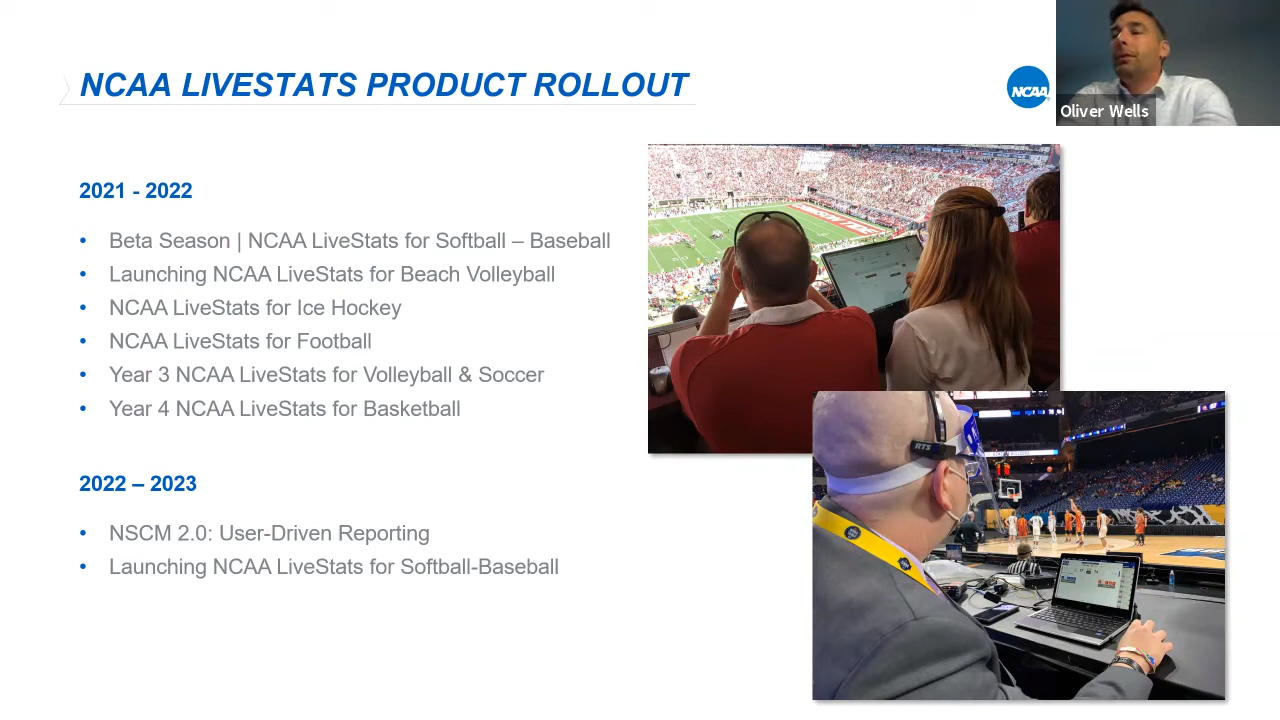 NCAA LIVESTATS PRODUCT ROLLOUT
NCAA
Oliver Wells
2021 - 2022
• Beta Season | NCAA LiveStats for Softball – Baseball
• Launching NCAA LiveStats for Beach Volleyball
• NCAA LiveStats for Ice Hockey
• NCAA LiveStats for Football
• Year 3 NCAA LiveStats for Volleyball & Soccer
• Year 4 NCAA LiveStats for Basketball
RTS
2022 – 2023
• NSCM 2.0: User-Driven Reporting
• Launching NCAA LiveStats for Softball-Baseball